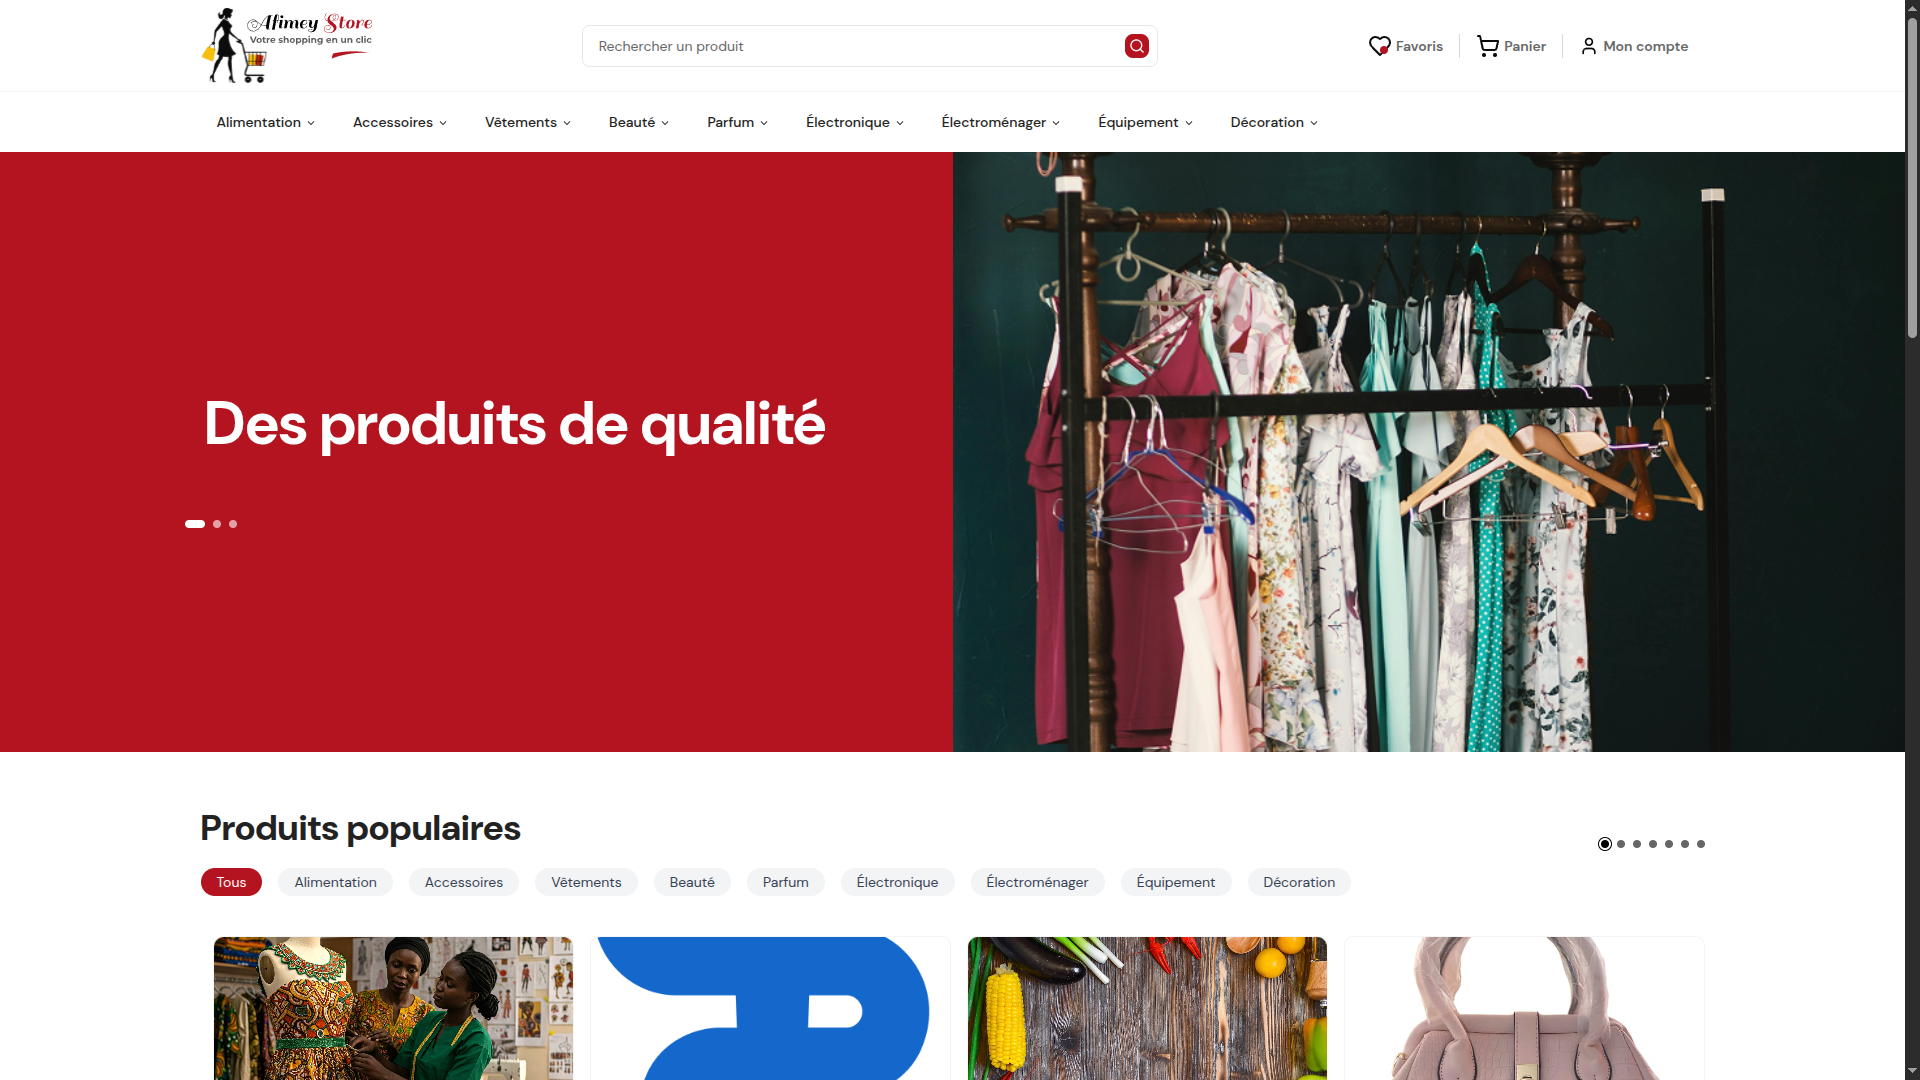 Afimey Store
Votre shopping en un clic
Rechercher un produit
Favoris
Panier
Mon compte
Alimentation
Accessoires
Vêtements
Beauté
Parfum
Électronique
Électroménager
Équipement
Décoration
Des produits de qualité
Produits populaires
Tous
Alimentation
Accessoires
Vêtements
Beauté
Parfum
Électronique
Électroménager
Équipement
Décoration